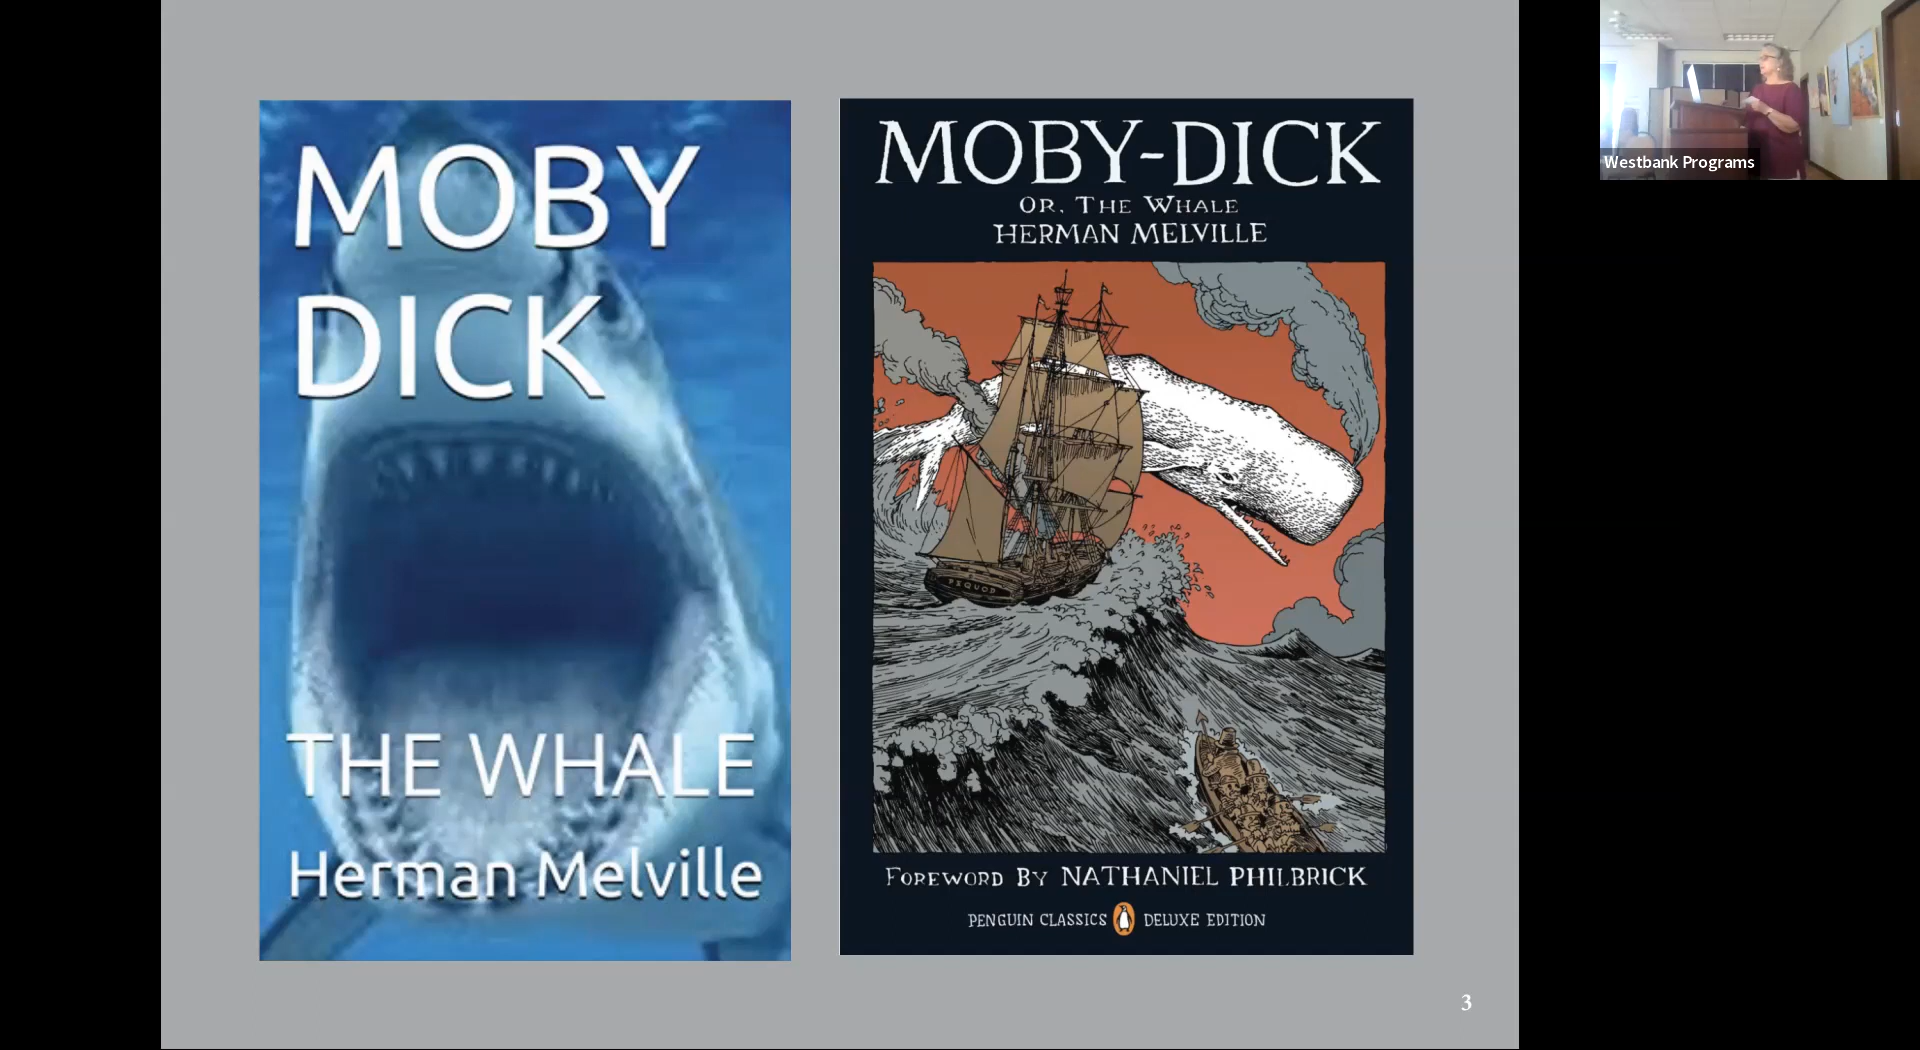 MOBY
DICK
THE WHALE
Herman Melville
MOBY-DICK
OR, THE WHALE
HERMAN MELVILLE
PEQUOD
FOREWORD BY NATHANIEL PHILBRICK
PENGUIN CLASSICS DELUXE EDITION
3
Westbank Programs